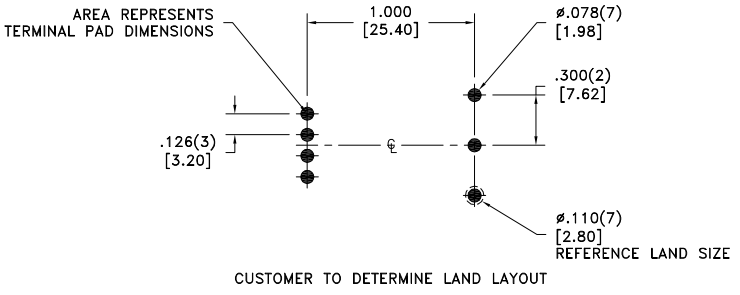 AREA REPRESENTS
TERMINAL PAD DIMENSIONS
1.000
[25.40]
ø.078(7)
[1.98]
.300(2)
[7.62]
.126(3)
[3.20]
℄
ø.110(7)
[2.80]
REFERENCE LAND SIZE
CUSTOMER TO DETERMINE LAND LAYOUT